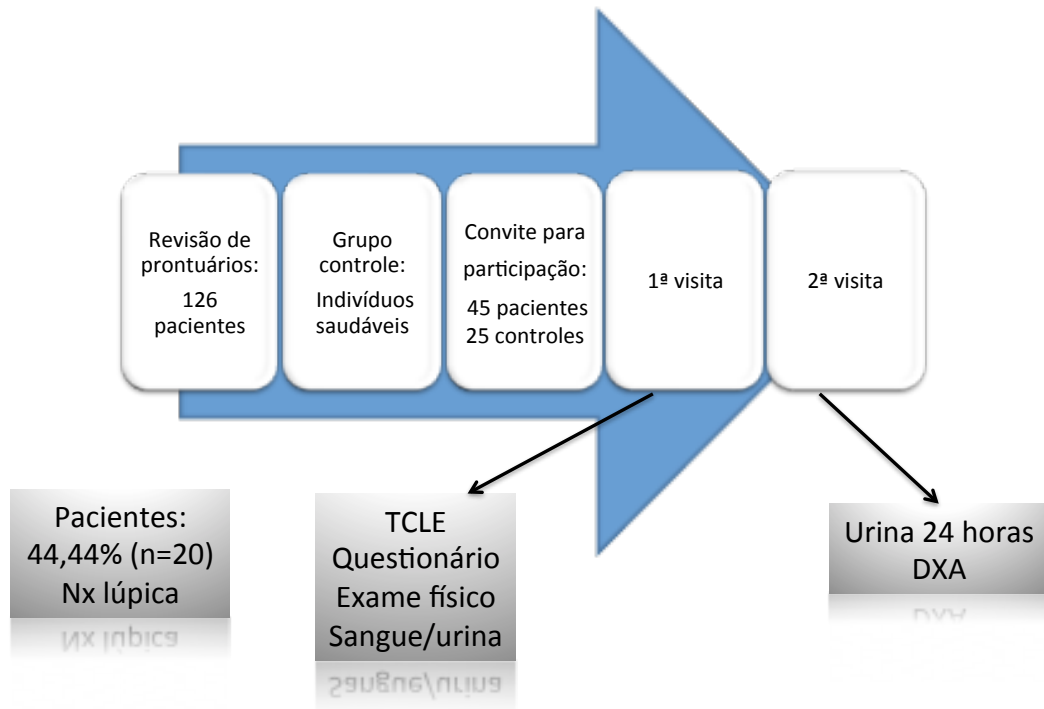 Revisão de
prontuários:
126
pacientes
Grupo
controle:
Indivíduos
saudáveis
Convite para
participação:
45 pacientes
25 controles
1ª visita
2ª visita
Pacientes:
44,44% (n=20)
Nx lúpica
TCLE
Questionário
Exame físico
Sangue/urina
Urina 24 horas
DXA